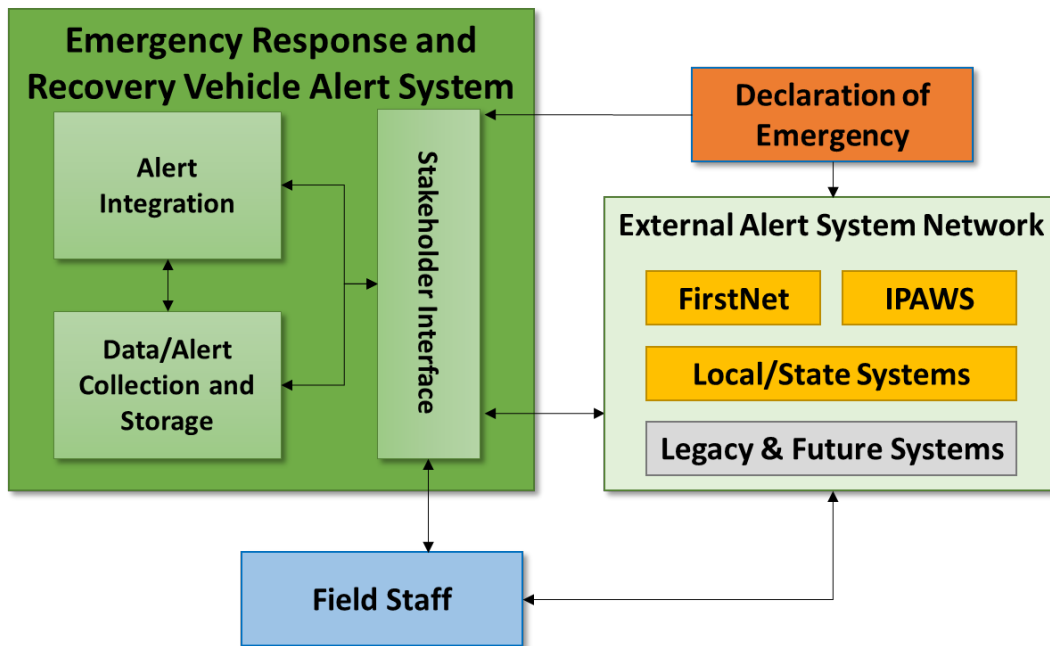 Emergency Response and
Recovery Vehicle Alert System
Alert
Integration
Data/Alert
Collection and
Storage
Stakeholder Interface
Declaration of
Emergency
External Alert System Network
FirstNet
IPAWS
Local/State Systems
Legacy & Future Systems
Field Staff